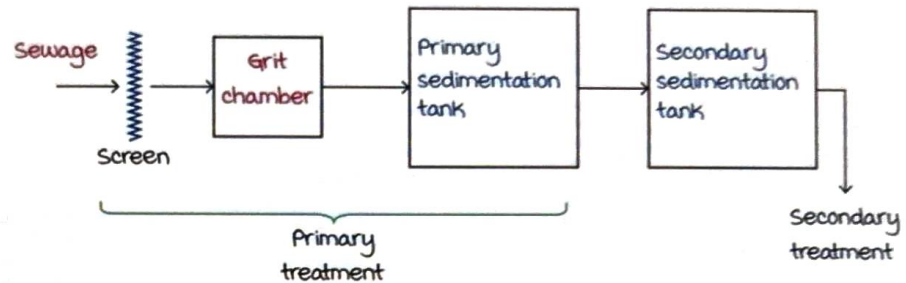 Sewage
Screen
Grit
chamber
Primary
sedimentation
tank
Secondary
sedimentation
tank
Primary
treatment
Secondary
treatment